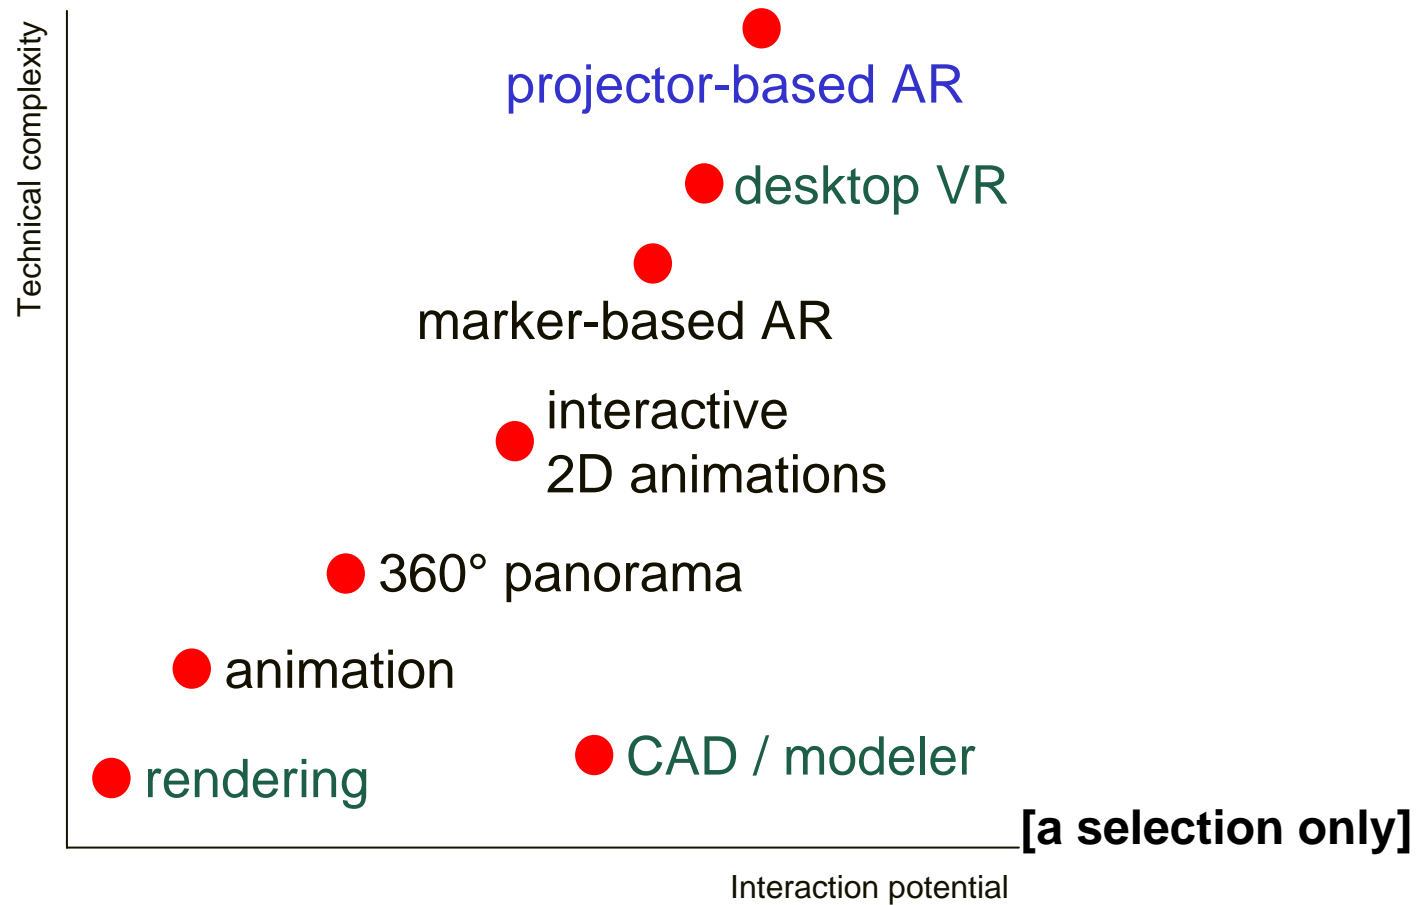 Technical complexity
projector-based AR
desktop VR
marker-based AR
interactive
2D animations
360° panorama
animation
CAD / modeler
rendering
[a selection only]
Interaction potential